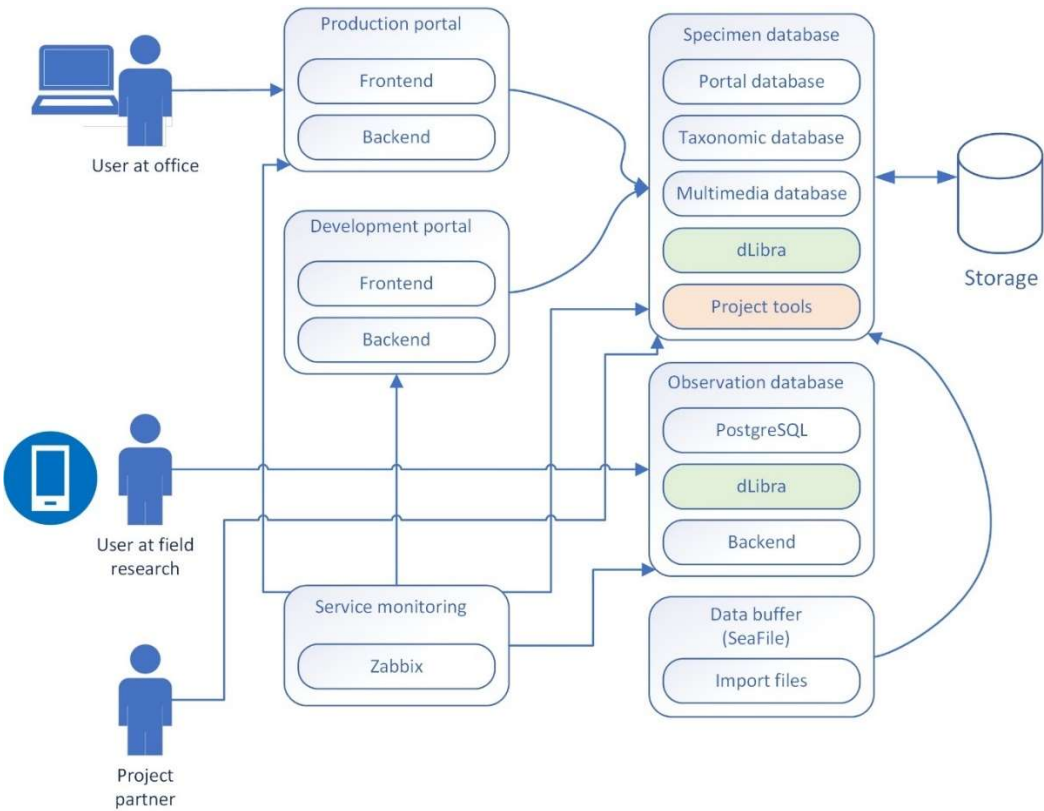 Production portal
Frontend
Backend
User at office
Development portal
Frontend
Backend
Specimen database
Portal database
Taxonomic database
Multimedia database
dLibra
Project tools
Storage
Observation database
PostgreSQL
dLibra
Backend
User at field
research
Service monitoring
Zabbix
Data buffer
(SeaFile)
Import files
Project
partner